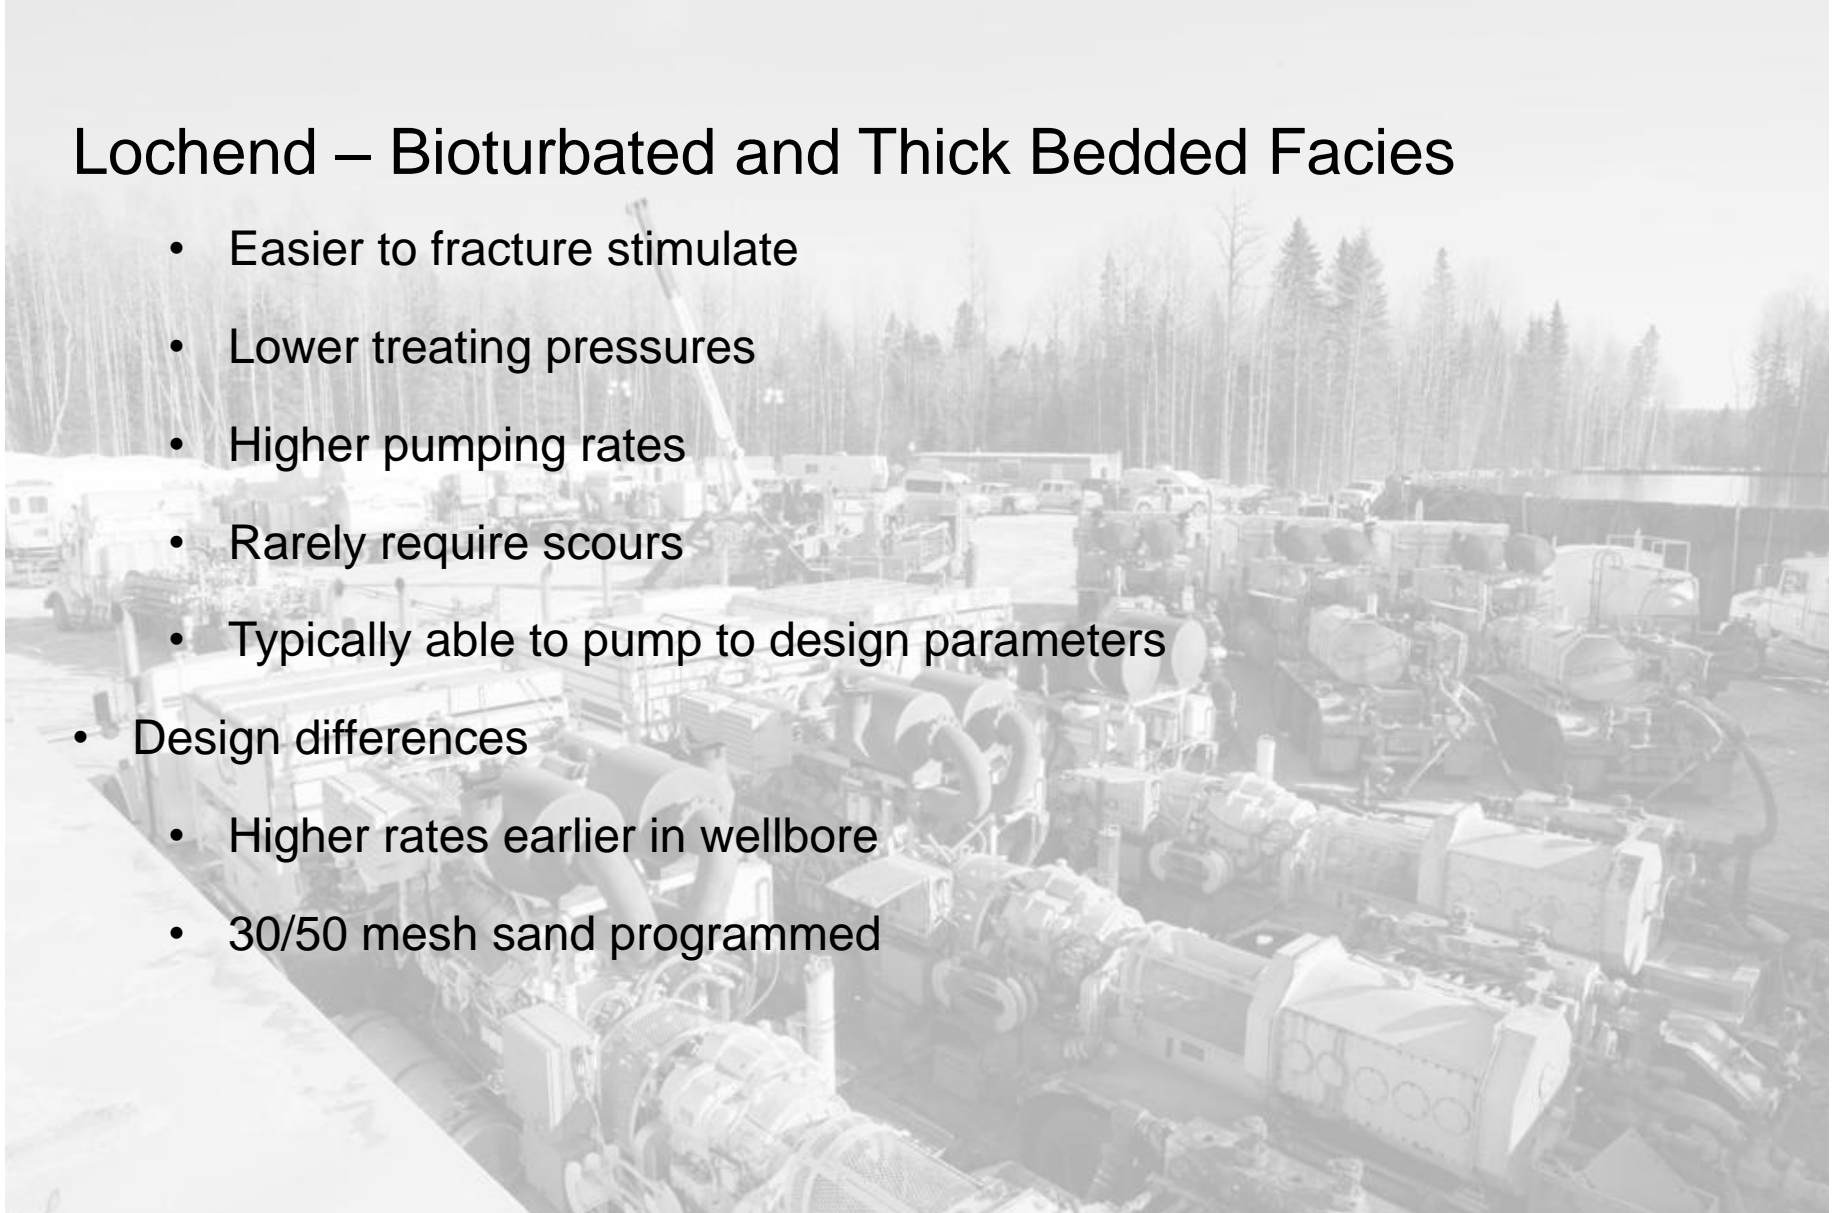 Lochend – Bioturbated and Thick Bedded Facies
• Easier to fracture stimulate
• Lower treating pressures
• Higher pumping rates
• Rarely require scours
• Typically able to pump to design parameters
• Design differences
• Higher rates earlier in wellbore
• 30/50 mesh sand programmed